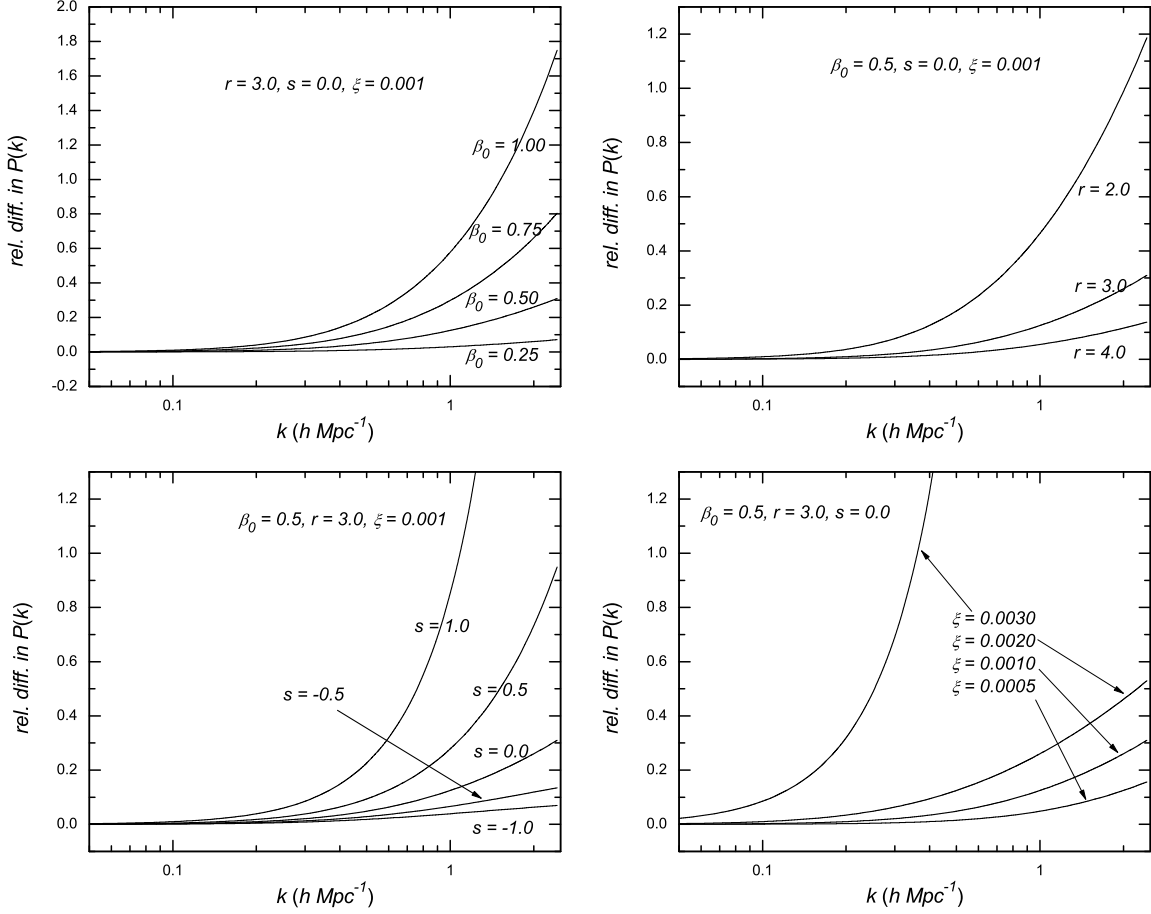 2.0
1.8
1.6
1.4
1.2
1.0
0.8
0.6
0.4
0.2
0.0
-0.2
rel. diff. in P(k)
r = 3.0, s = 0.0, ξ = 0.001
β0 = 1.00
β0 = 0.75
β0 = 0.50
β0 = 0.25
0.1
1
k (h Mpc-1)
1.2
1.0
0.8
0.6
0.4
0.2
0.0
rel. diff. in P(k)
β0 = 0.5, s = 0.0, ξ = 0.001
r = 2.0
r = 3.0
r = 4.0
0.1
1
k (h Mpc-1)
1.2
1.0
0.8
0.6
0.4
0.2
0.0
rel. diff. in P(k)
β0 = 0.5, r = 3.0, ξ = 0.001
s = 1.0
s = -0.5
s = 0.5
s = 0.0
s = -1.0
0.1
1
k (h Mpc-1)
1.2
1.0
0.8
0.6
0.4
0.2
0.0
rel. diff. in P(k)
β0 = 0.5, r = 3.0, s = 0.0
ξ = 0.0030
ξ = 0.0020
ξ = 0.0010
ξ = 0.0005
0.1
1
k (h Mpc-1)